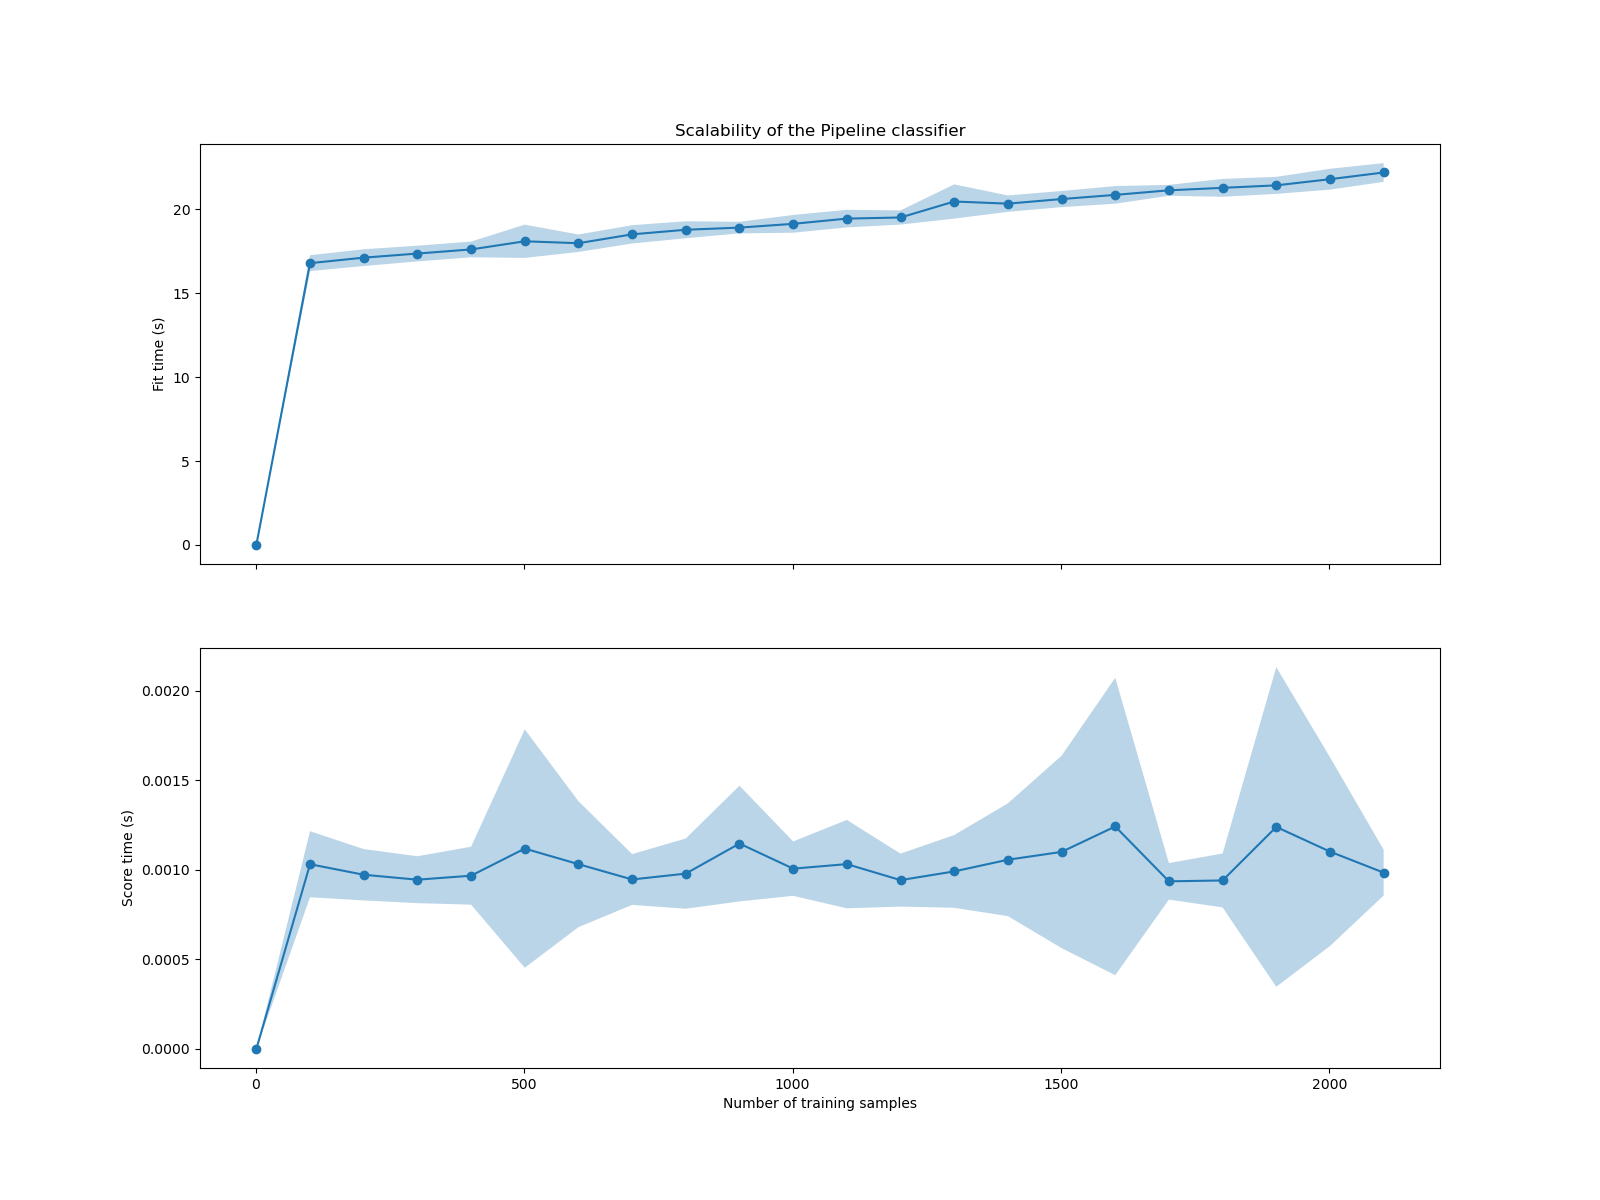 Scalability of the Pipeline classifier
Fit time (s)
20
15
10
5
0
Score time (s)
0.0020
0.0015
0.0010
0.0005
0.0000
0 500 1000 1500 2000
Number of training samples